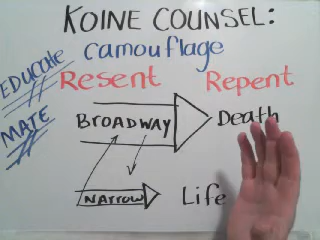 KOINE COUNSEL:
camouflage
EDUCATE
Resent Repent
MATE
BROADWAY Death
NARROW Life